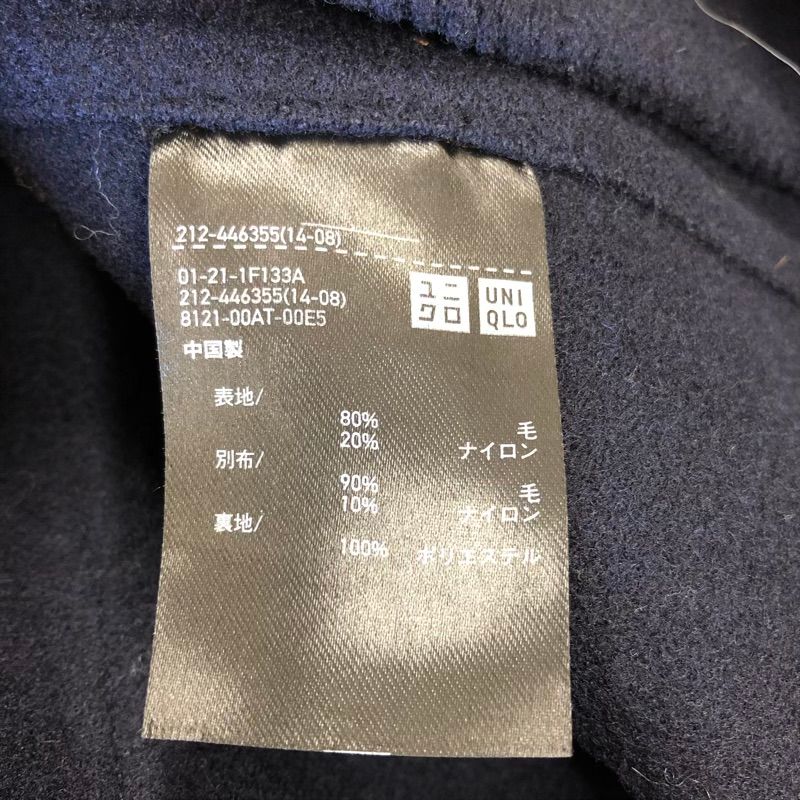 212-446355(14-08)
01-21-1F133A
212-446355(14-08)
8121-00AT-00E5
ユニ
クロ
UNI
QLO
中国製
表地/
80% 毛
20% ナイロン
別布/
90% 毛
10% ナイロン
裏地/
100% ポリエステル